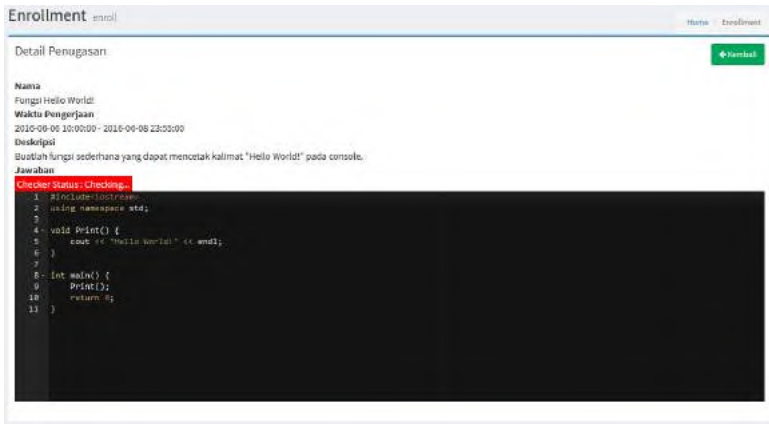 Enrollment enroll
Home / Enrollment
Detail Penugasan
Kembali
Nama
Fungsi Hello World!
Waktu Pengerjaan
2016-06-06 10:00:00 - 2016-06-08 23:55:00
Deskripsi
Buatlah fungsi sederhana yang dapat mencetak kalimat "Hello World!" pada console.
Jawaban
Checker Status : Checking...
1 #include<iostream>
2 using namespace std;
3
4 - void Print() {
5 cout << "Hello World!" << endl;
6 }
7
8 - int main() {
9 Print();
10 return 0;
11 }